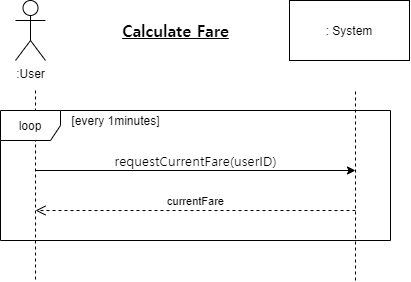 Calculate Fare
: System
:User
loop
[every 1minutes]
requestCurrentFare(userID)
currentFare